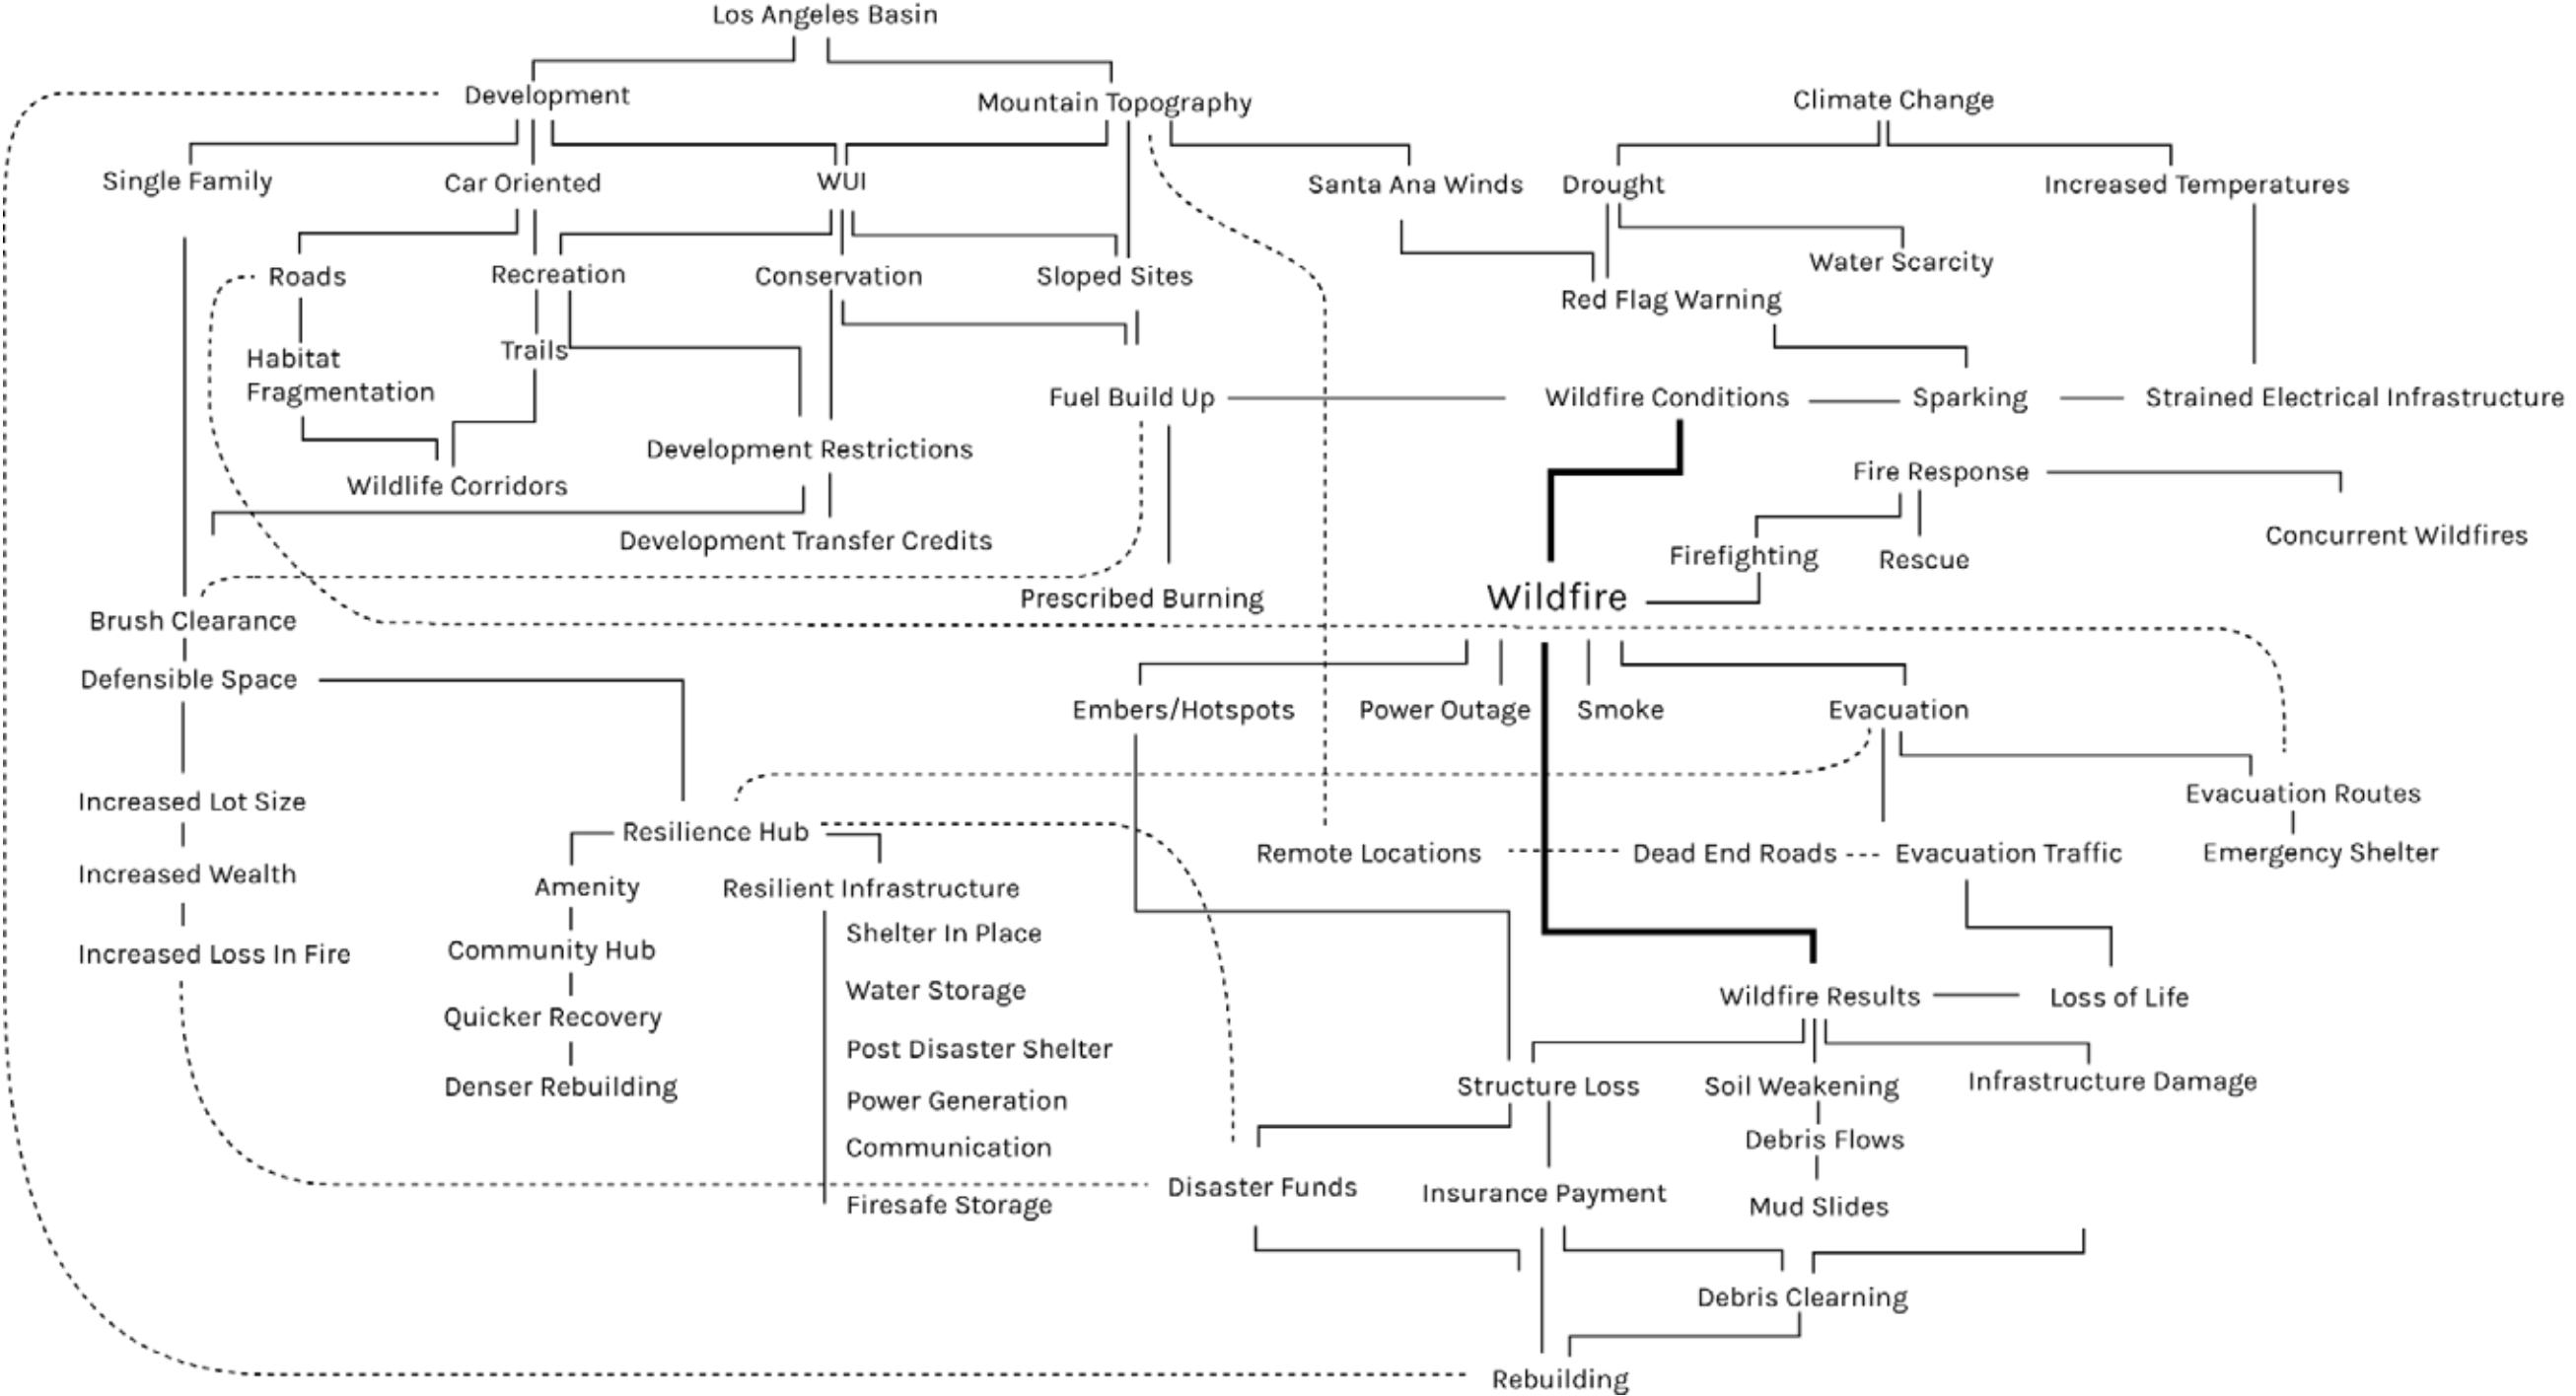 Los Angeles Basin
Development
Mountain Topography
Climate Change
Single Family
Car Oriented
WUI
Santa Ana Winds
Drought
Increased Temperatures
Roads
Recreation
Conservation
Sloped Sites
Water Scarcity
Red Flag Warning
Habitat
Fragmentation
Trails
Fuel Build Up
Wildfire Conditions
Sparking
Strained Electrical Infrastructure
Development Restrictions
Wildlife Corridors
Fire Response
Development Transfer Credits
Concurrent Wildfires
Firefighting
Rescue
Prescribed Burning
Wildfire
Brush Clearance
Defensible Space
Embers/Hotspots
Power Outage
Smoke
Evacuation
Increased Lot Size
Evacuation Routes
Resilience Hub
Remote Locations
Dead End Roads
Evacuation Traffic
Emergency Shelter
Increased Wealth
Amenity
Resilient Infrastructure
Shelter In Place
Increased Loss In Fire
Community Hub
Water Storage
Wildfire Results
Loss of Life
Quicker Recovery
Post Disaster Shelter
Denser Rebuilding
Power Generation
Structure Loss
Soil Weakening
Infrastructure Damage
Communication
Debris Flows
Disaster Funds
Insurance Payment
Firesafe Storage
Mud Slides
Debris Clearning
Rebuilding